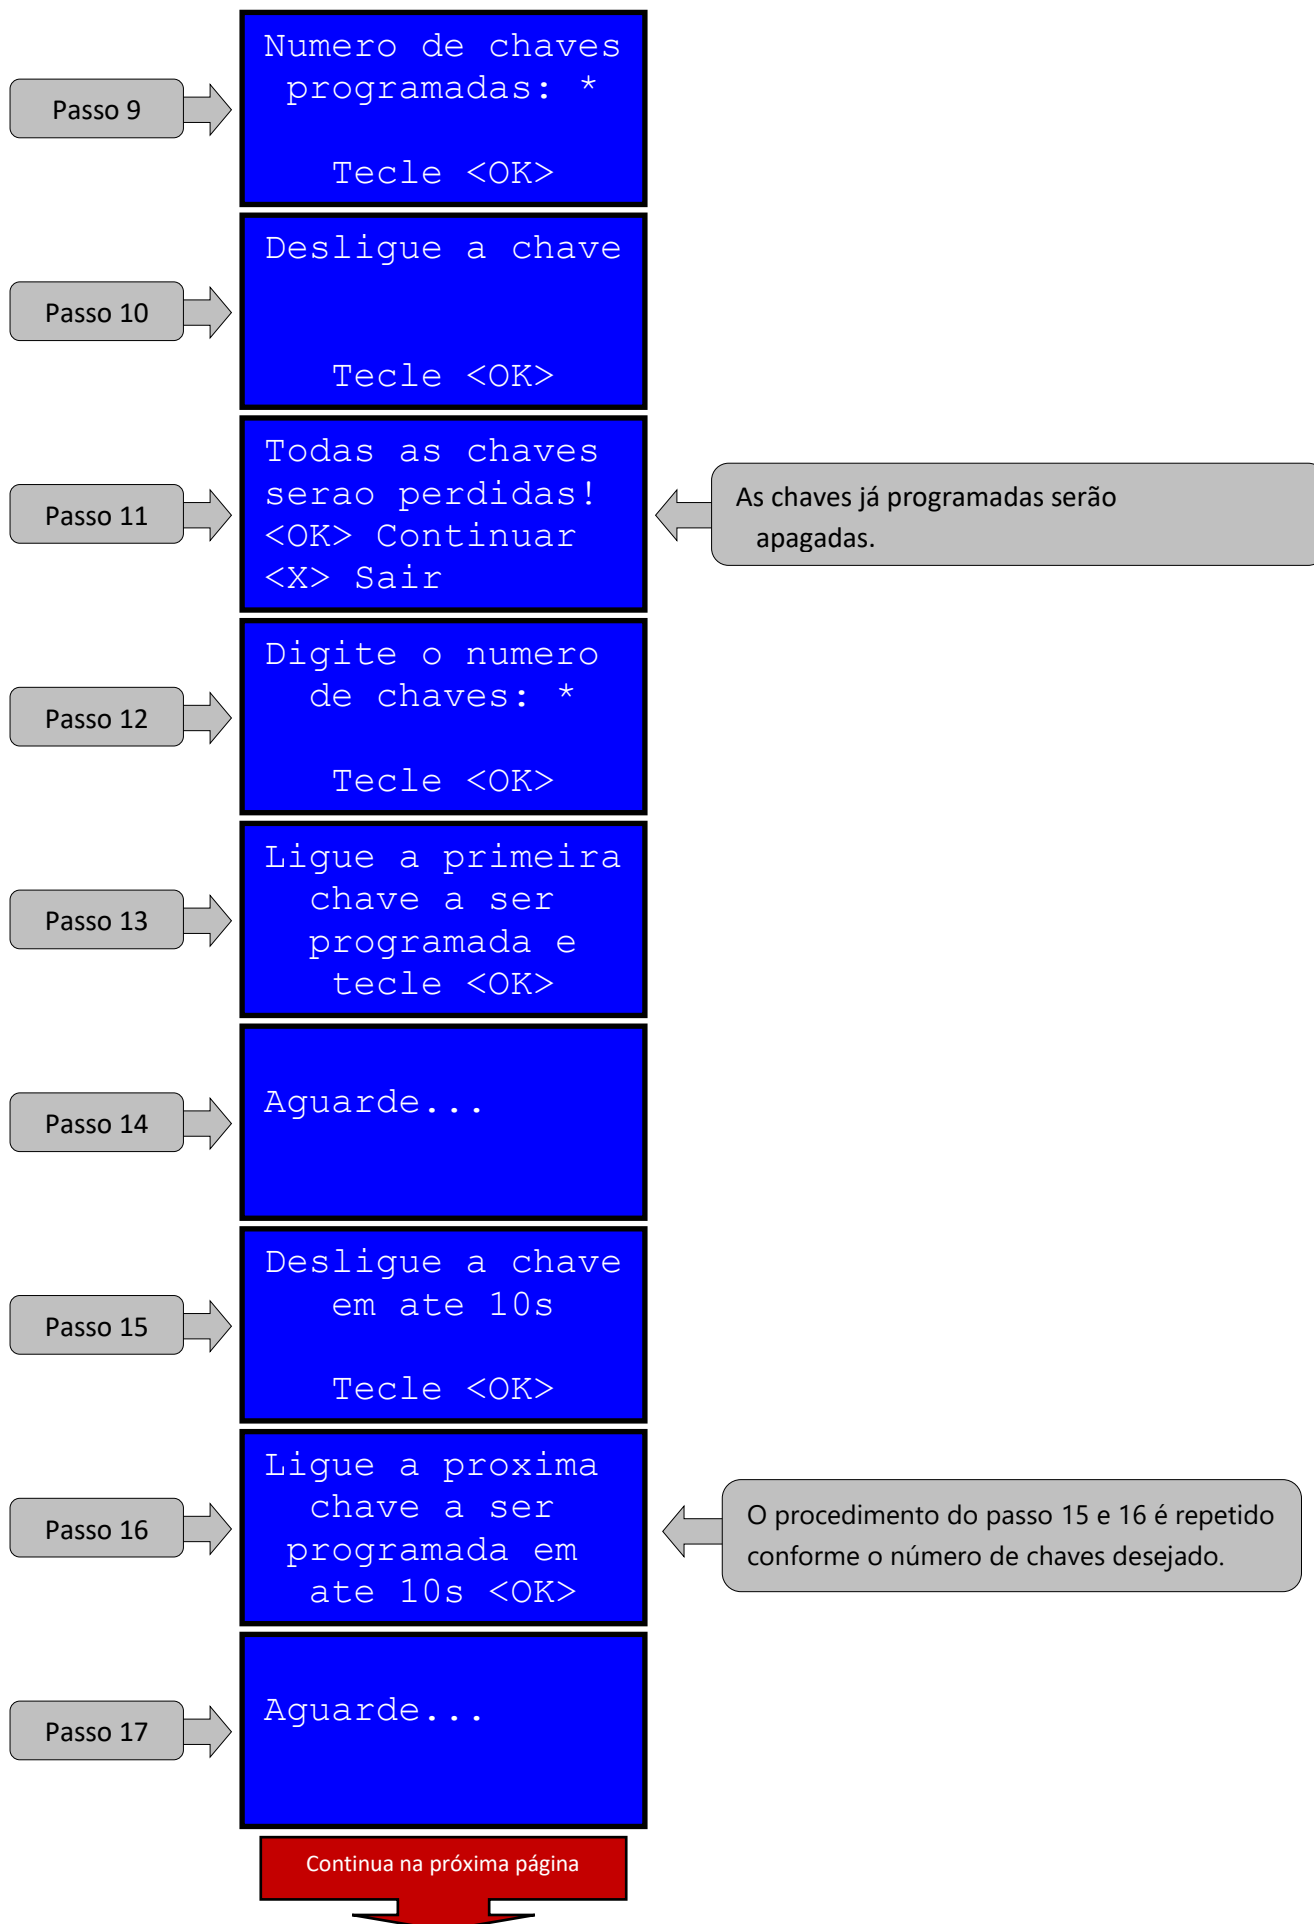 Passo 9
Numero de chaves
programadas: *
Tecle <OK>
Passo 10
Desligue a chave
Tecle <OK>
Passo 11
Todas as chaves
serao perdidas!
<OK> Continuar
<X> Sair
As chaves já programadas serão
apagadas.
Passo 12
Digite o numero
de chaves: *
Tecle <OK>
Passo 13
Ligue a primeira
chave a ser
programada e
tecle <OK>
Passo 14
Aguarde...
Passo 15
Desligue a chave
em ate 10s
Tecle <OK>
Passo 16
Ligue a proxima
chave a ser
programada em
ate 10s <OK>
O procedimento do passo 15 e 16 é repetido
conforme o número de chaves desejado.
Passo 17
Aguarde...
Continua na próxima página